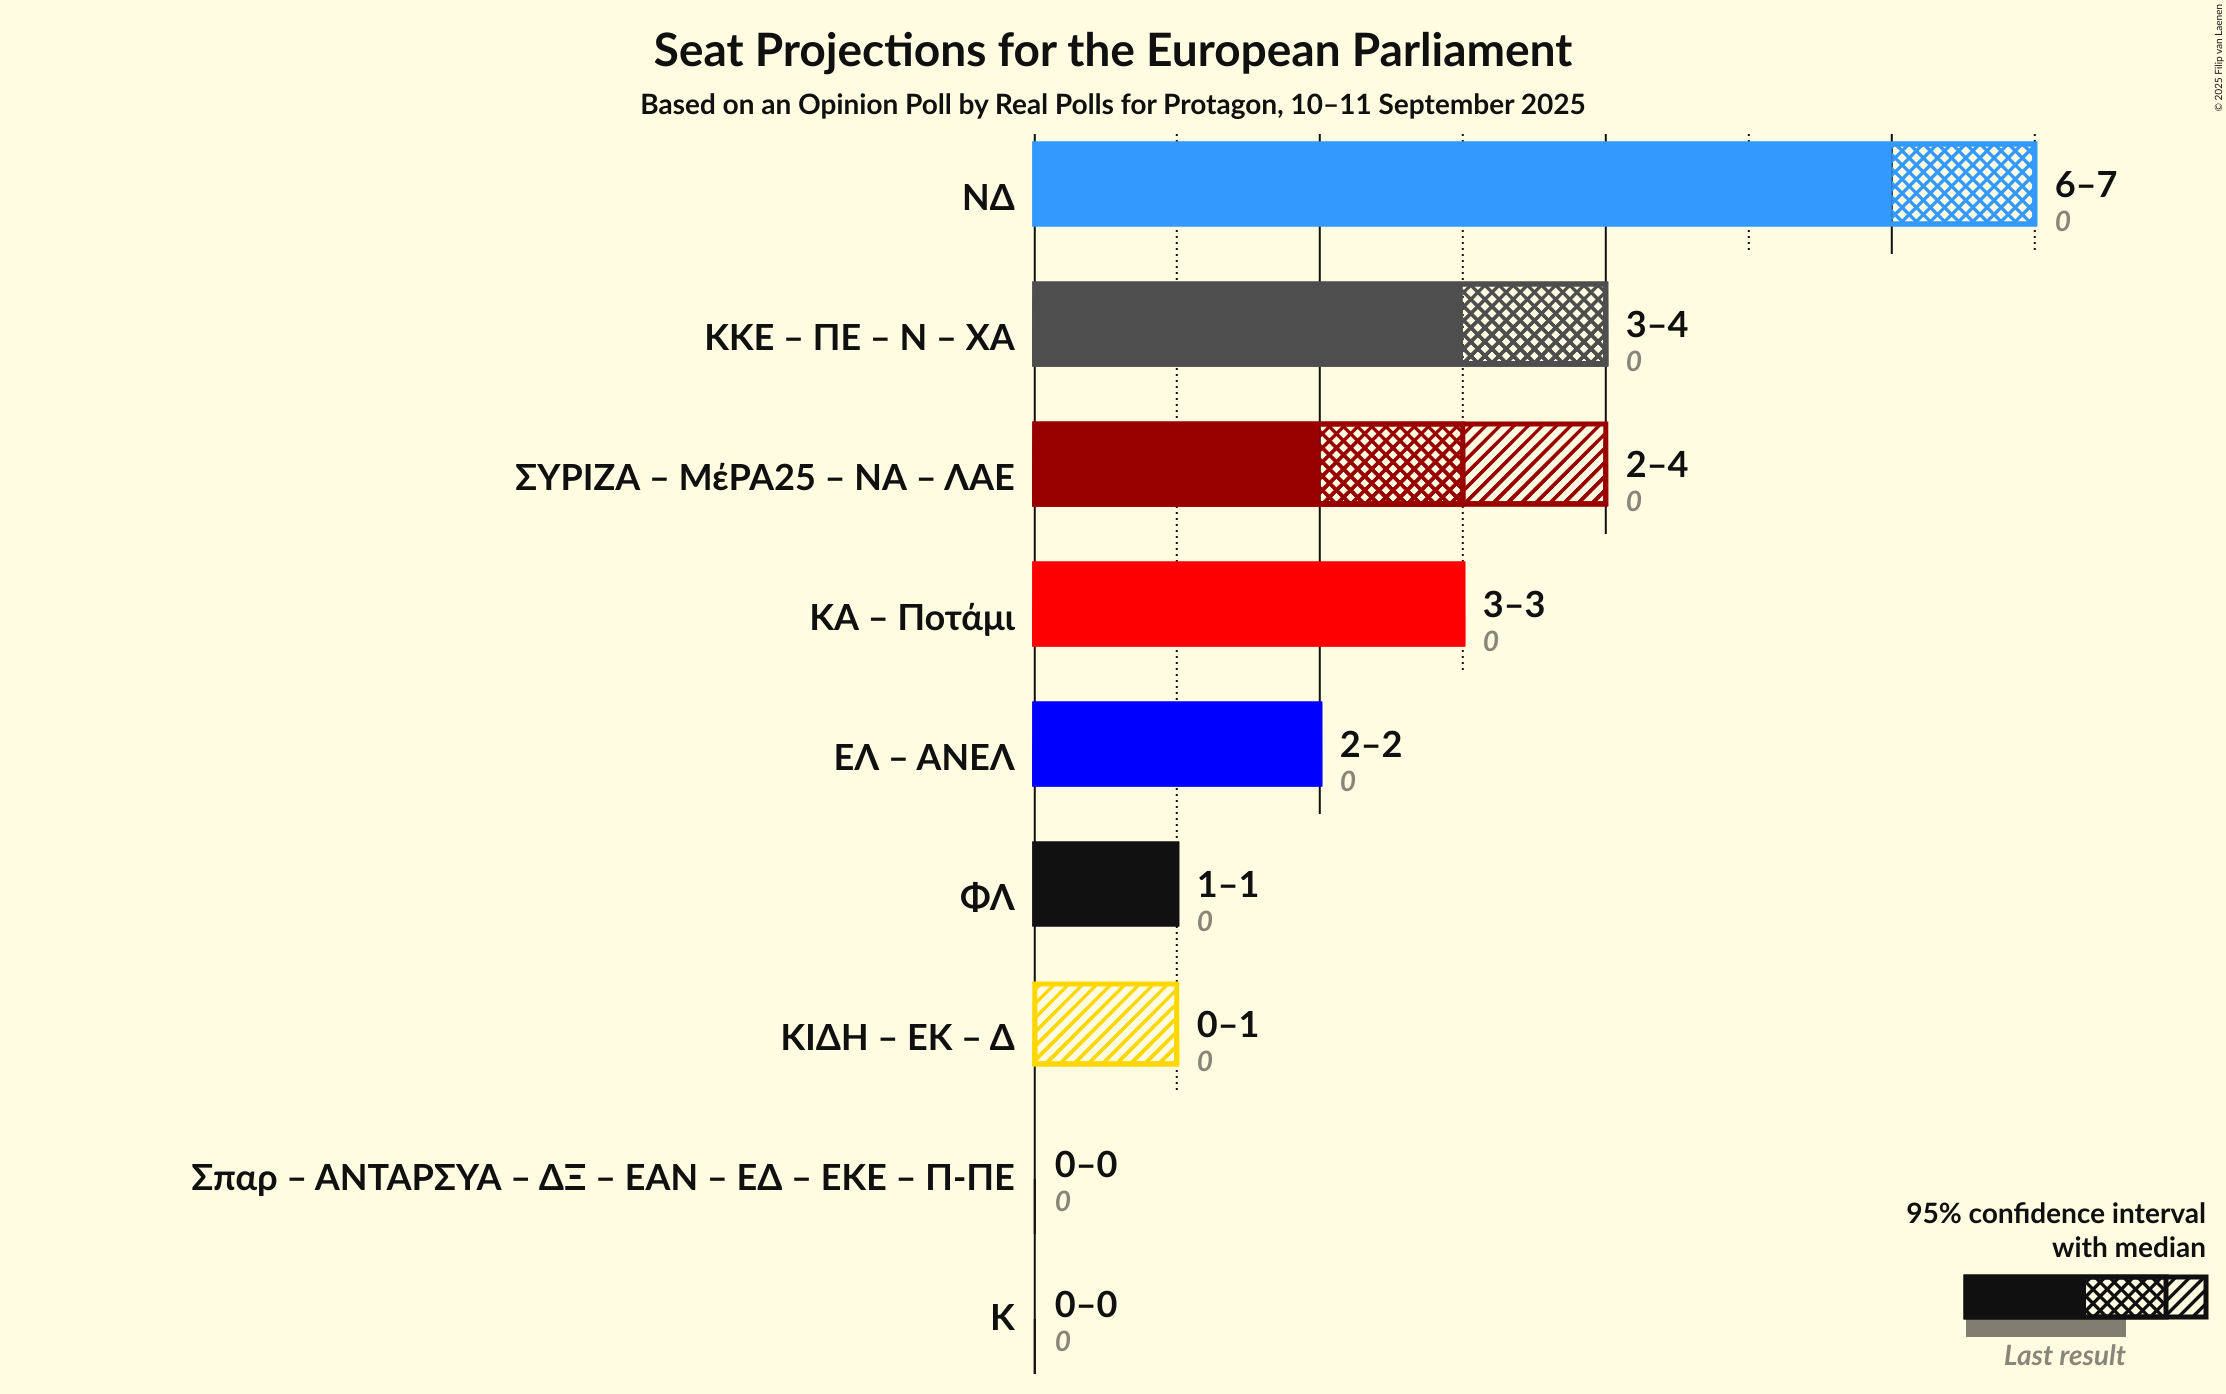 Seat Projections for the European Parliament
Based on an Opinion Poll by Real Polls for Protagon, 10–11 September 2025
© 2025 Filip van Laenen
ΝΔ
6–7
0
ΚΚΕ – ΠΕ – Ν – ΧΑ
3–4
0
ΣΥΡΙΖΑ – ΜέΡΑ25 – ΝΑ – ΛΑΕ
2–4
0
ΚΑ – Ποτάμι
3–3
0
ΕΛ – ΑΝΕΛ
2–2
0
ΦΛ
1–1
0
ΚΙΔΗ – ΕΚ – Δ
0–1
0
Σπαρ – ΑΝΤΑΡΣΥΑ – ΔΞ – ΕΑΝ – ΕΔ – ΕΚΕ – Π-ΠΕ
0–0
0
Κ
0–0
0
95% confidence interval
with median
Last result